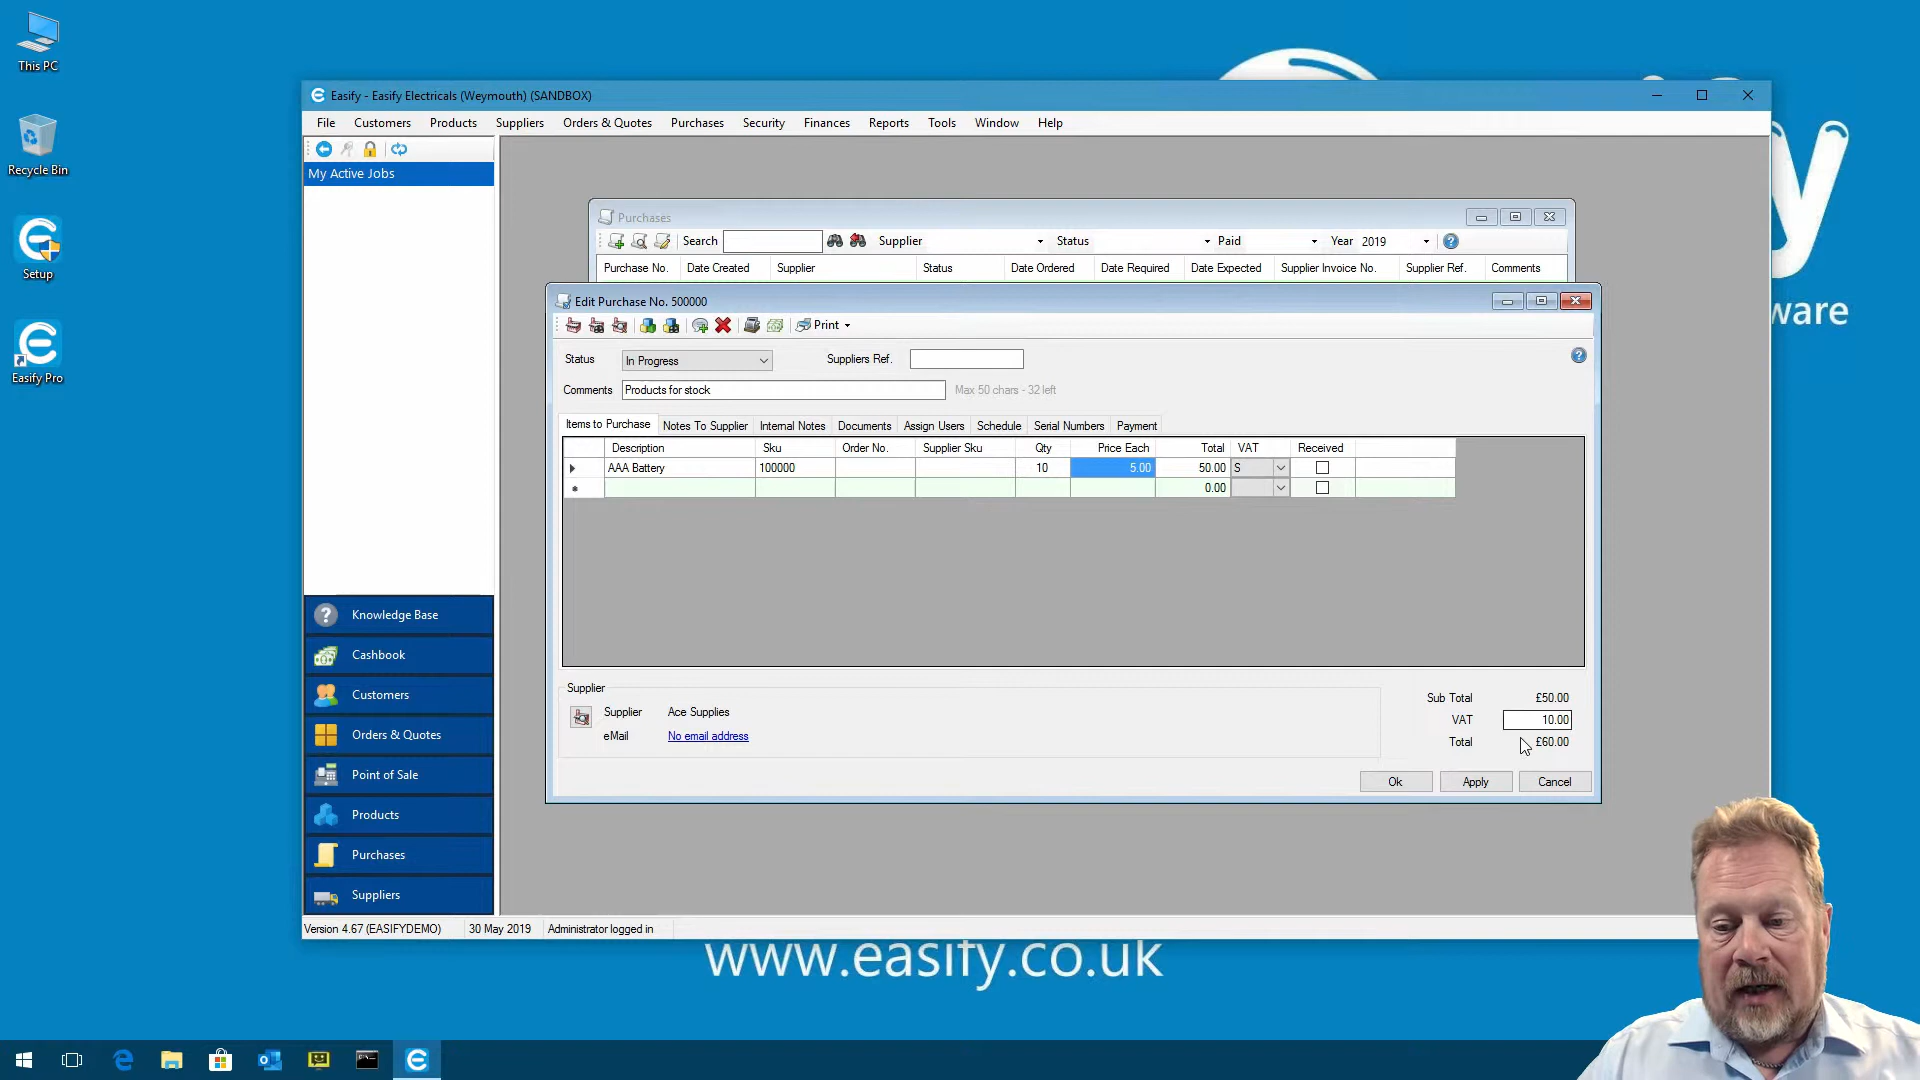 This PC
Recycle Bin
Setup
Easify Pro
Easify - Easify Electricals (Weymouth) (SANDBOX)
File Customers Products Suppliers Orders & Quotes Purchases Security Finances Reports Tools Window Help
My Active Jobs
Purchases
Search Supplier Status Paid Year 2019
Purchase No. Date Created Supplier Status Date Ordered Date Required Date Expected Supplier Invoice No. Supplier Ref. Comments
Edit Purchase No. 500000
Print
Status In Progress Suppliers Ref.
Comments Products for stock Max 50 chars - 32 left
Items to Purchase Notes To Supplier Internal Notes Documents Assign Users Schedule Serial Numbers Payment
Description Sku Order No. Supplier Sku Qty Price Each Total VAT Received
AAA Battery 100000 10 5.00 50.00 S
0.00
Supplier
Supplier Ace Supplies
eMail No email address
Sub Total £50.00
VAT 10.00
Total £60.00
Ok Apply Cancel
Knowledge Base
Cashbook
Customers
Orders & Quotes
Point of Sale
Products
Purchases
Suppliers
Version 4.67 (EASIFYDEMO) 30 May 2019 Administrator logged in
ware
www.easify.co.uk